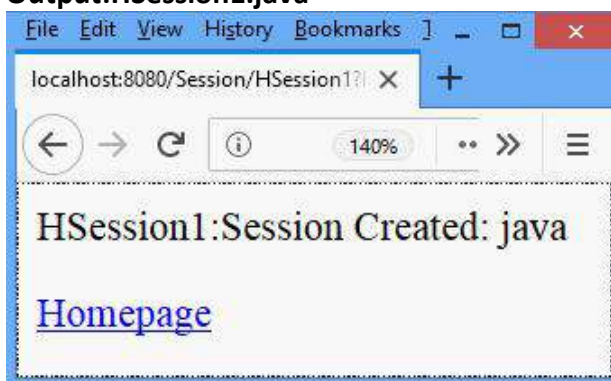 Output:HSession1.java
File Edit View History Bookmarks
localhost:8080/Session/HSession1?
140%
HSession1:Session Created: java
Homepage